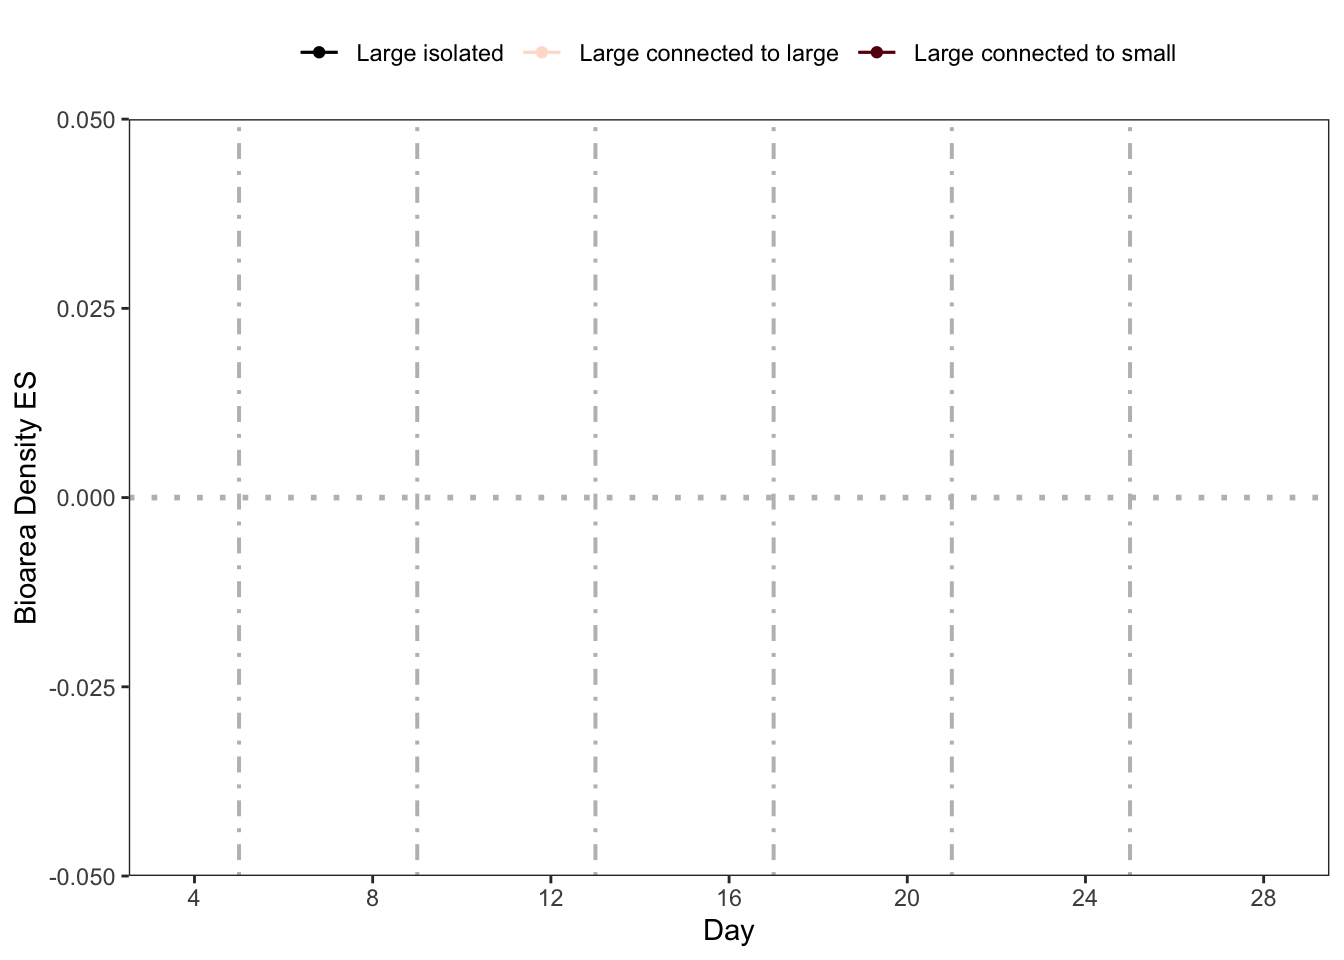 Large isolated Large connected to large Large connected to small
0.050
0.025
0.000
-0.025
-0.050
Bioarea Density ES
4 8 12 16 20 24 28
Day